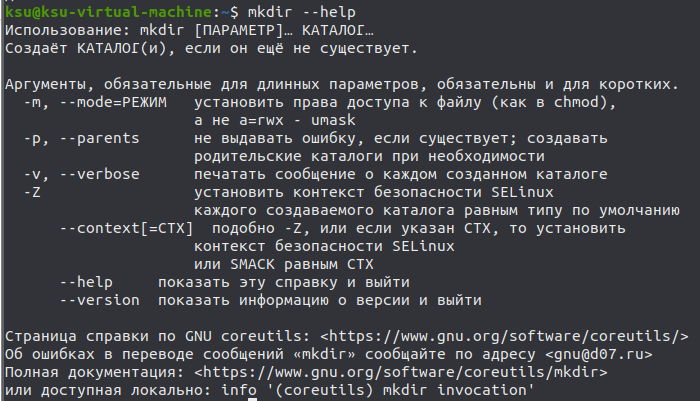 ksu@ksu-virtual-machine:~$ mkdir --help
Использование: mkdir [ПАРАМЕТР]… КАТАЛОГ…
Создаёт КАТАЛОГ(и), если он ещё не существует.
Аргументы, обязательные для длинных параметров, обязательны и для коротких.
-m, --mode=РЕЖИМ установить права доступа к файлу (как в chmod),
а не a=rwx - umask
-p, --parents не выдавать ошибку, если существует; создавать
родительские каталоги при необходимости
-v, --verbose печатать сообщение о каждом созданном каталоге
-Z установить контекст безопасности SELinux
каждого создаваемого каталога равным типу по умолчанию
--context[=CTX] подобно -Z, или если указан CTX, то установить
контекст безопасности SELinux
или SMACK равным CTX
--help показать эту справку и выйти
--version показать информацию о версии и выйти
Страница справки по GNU coreutils: <https://www.gnu.org/software/coreutils/>
Об ошибках в переводе сообщений «mkdir» сообщайте по адресу <gnu@d07.ru>
Полная документация: <https://www.gnu.org/software/coreutils/mkdir>
или доступная локально: info '(coreutils) mkdir invocation'